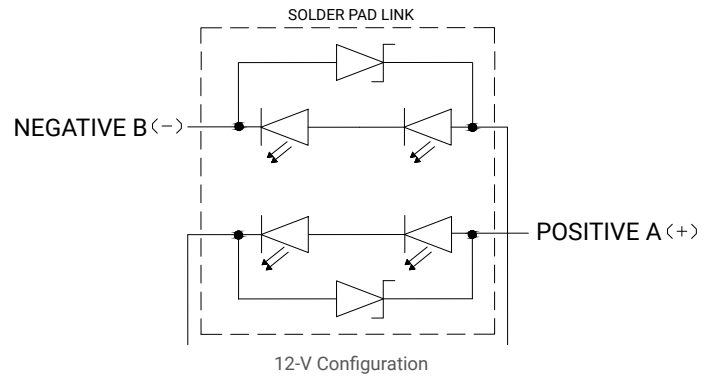 SOLDER PAD LINK
NEGATIVE B(-)
POSITIVE A(+)
12-V Configuration